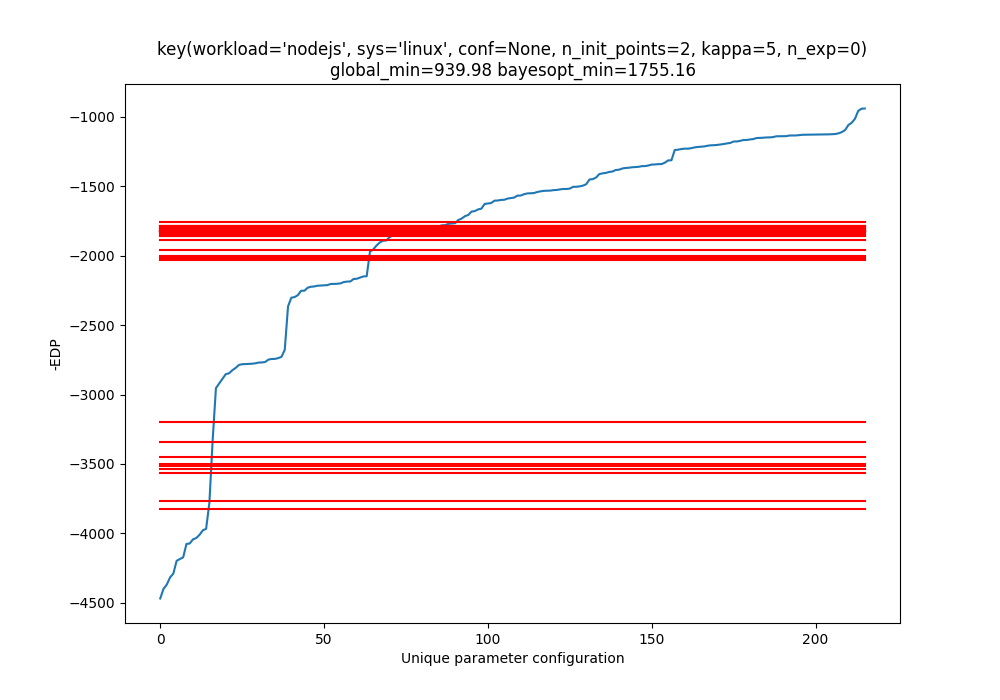 key(workload='nodejs', sys='linux', conf=None, n_init_points=2, kappa=5, n_exp=0)
global_min=939.98 bayesopt_min=1755.16
−1000
−1500
−2000
−2500
−3000
−3500
−4000
−4500
-EDP
0 50 100 150 200
Unique parameter configuration